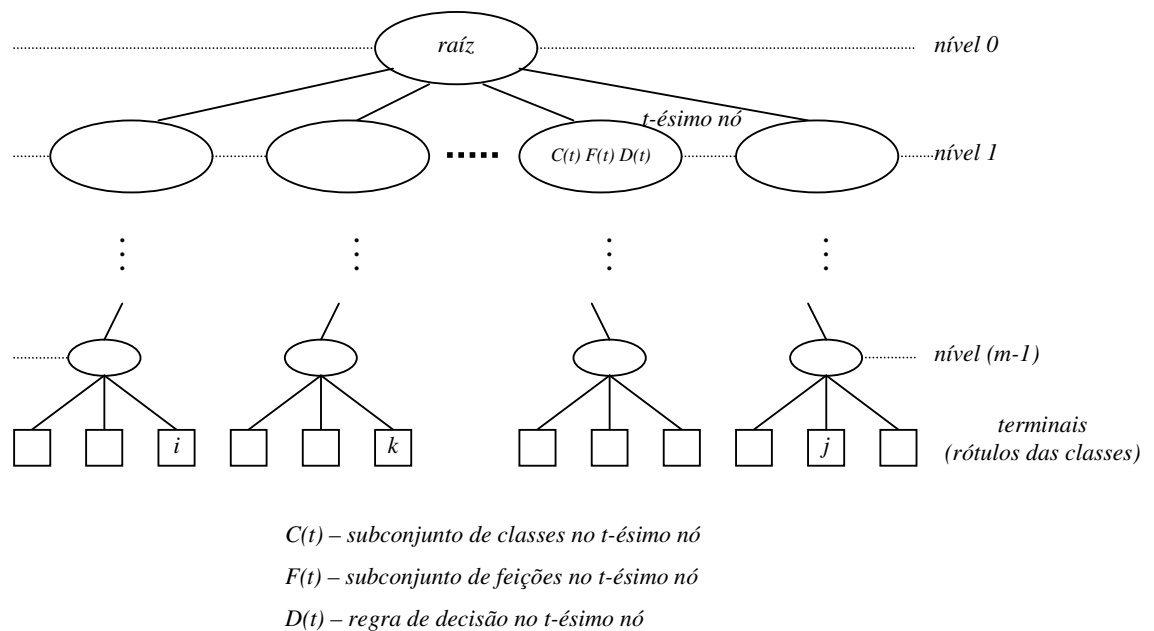 raíz
nível 0
t-ésimo nó
C(t) F(t) D(t)
nível 1
nível (m-1)
i
k
j
terminais
(rótulos das classes)
C(t) – subconjunto de classes no t-ésimo nó
F(t) – subconjunto de feições no t-ésimo nó
D(t) – regra de decisão no t-ésimo nó